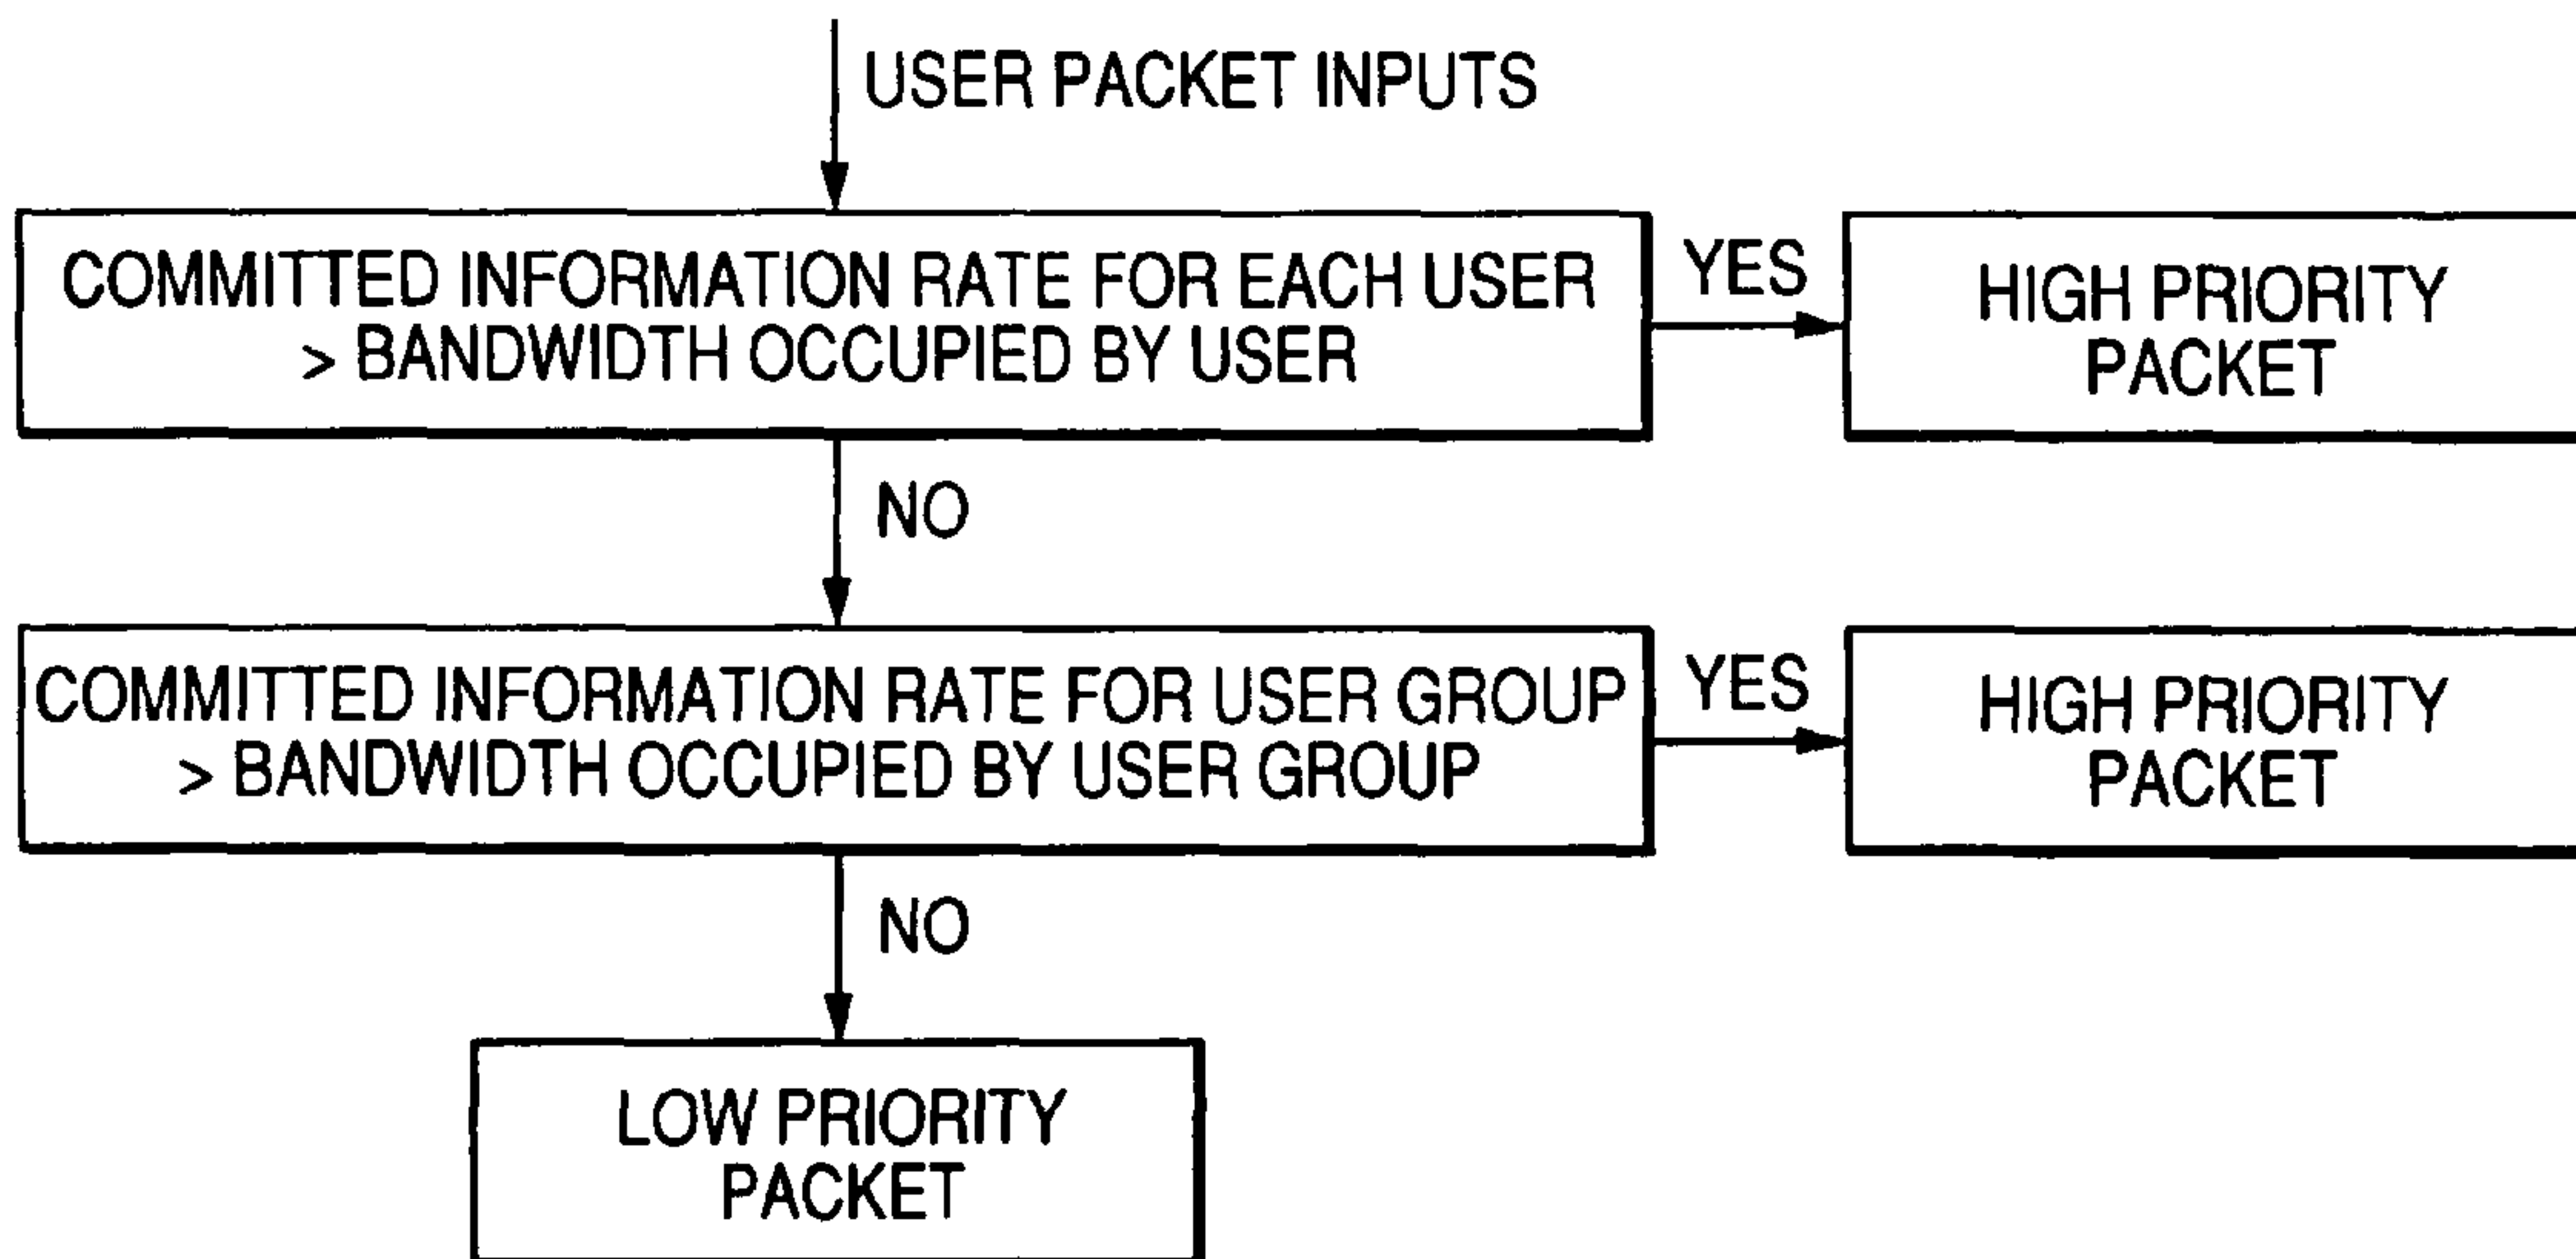 USER PACKET INPUTS
COMMITTED INFORMATION RATE FOR EACH USER
> BANDWIDTH OCCUPIED BY USER
YES
HIGH PRIORITY
PACKET
NO
COMMITTED INFORMATION RATE FOR USER GROUP
> BANDWIDTH OCCUPIED BY USER GROUP
YES
HIGH PRIORITY
PACKET
NO
LOW PRIORITY
PACKET